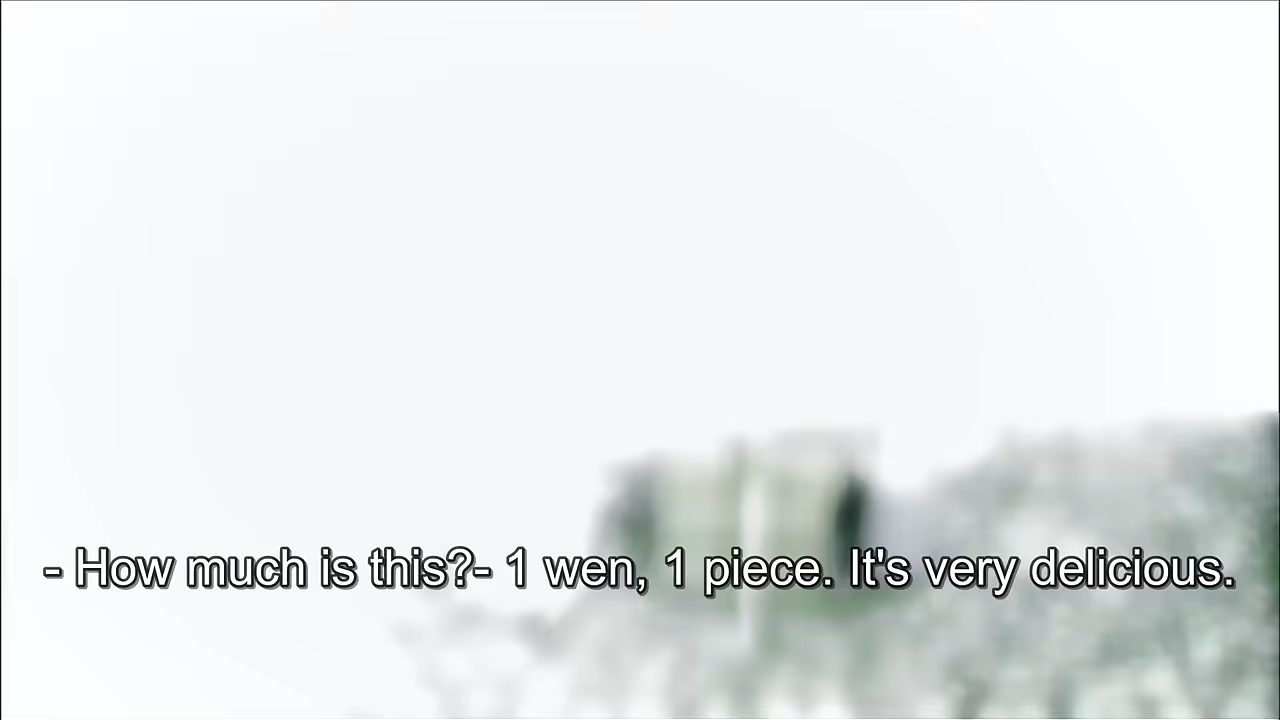 - How much is this?- 1 wen, 1 piece. It's very delicious.